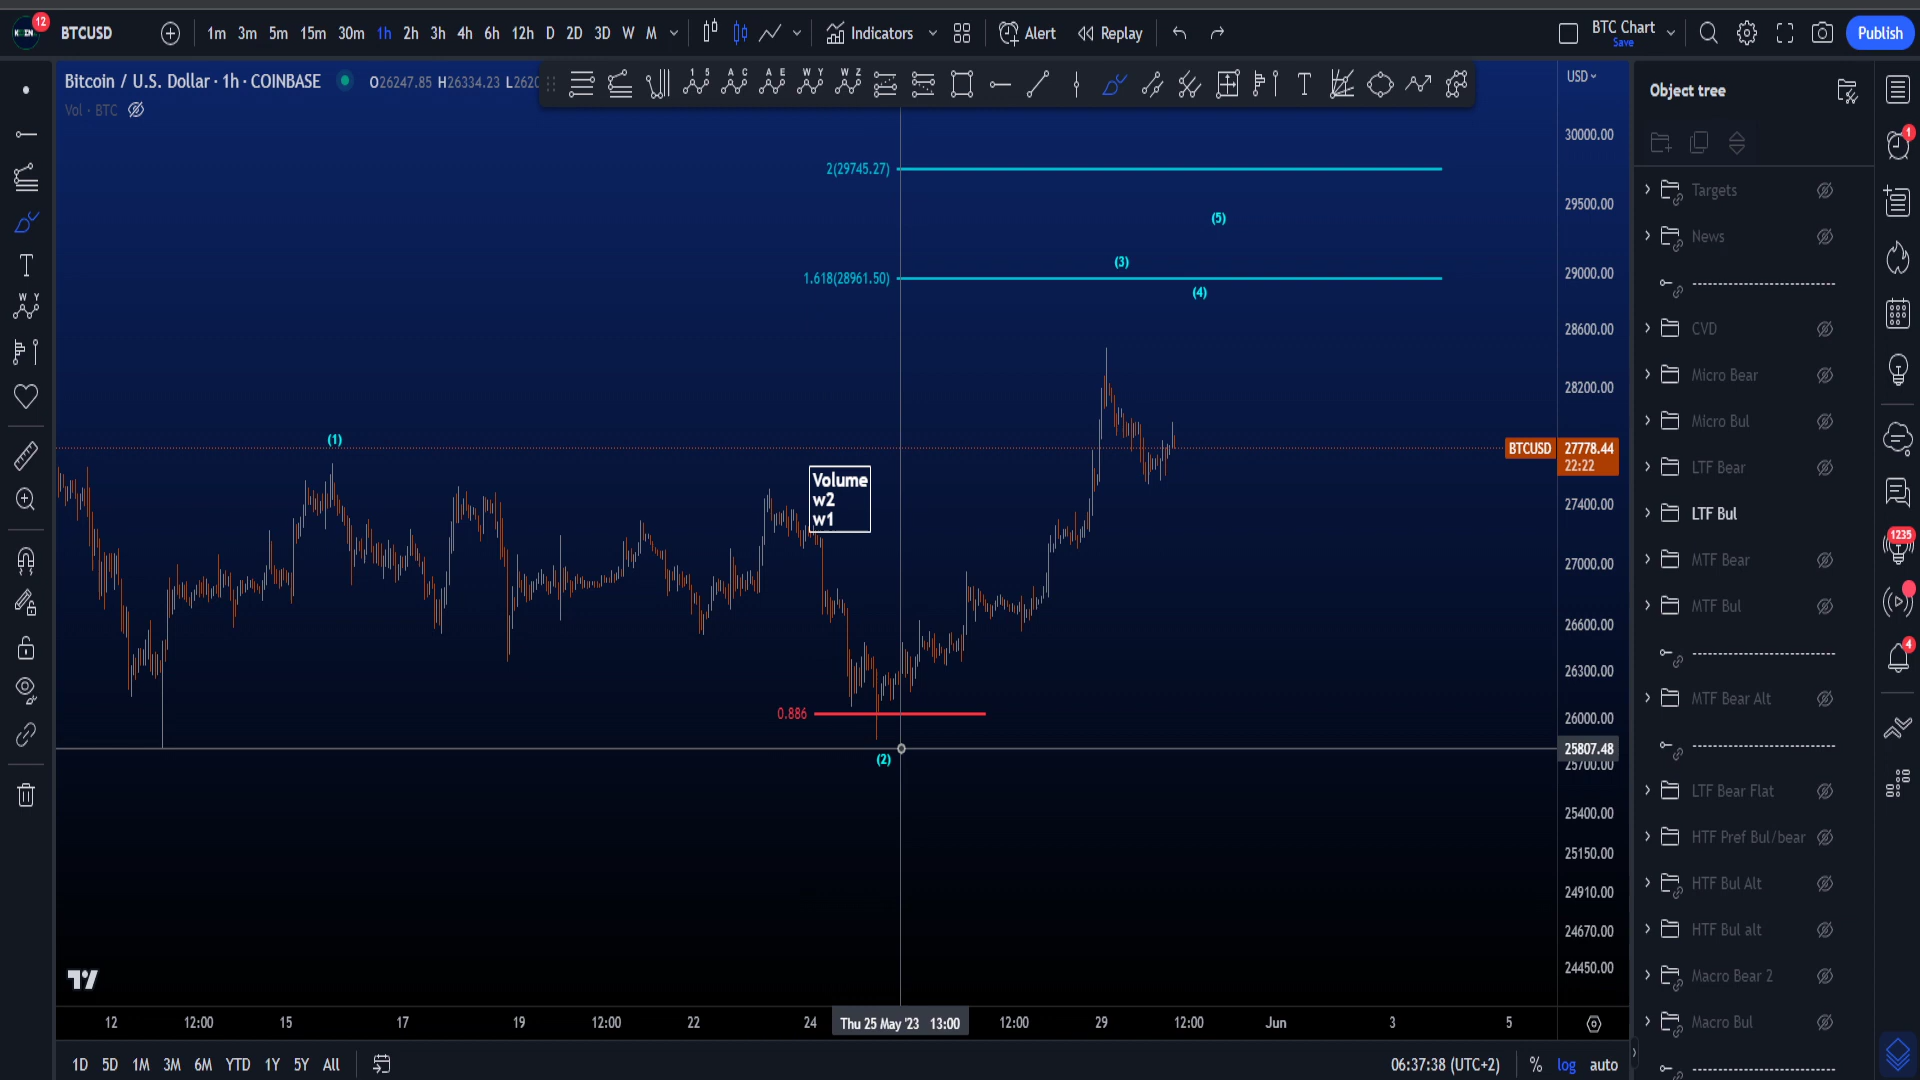 12
BTCUSD
1m 3m 5m 15m 30m 1h 2h 3h 4h 6h 12h D 2D 3D W M
Indicators
Alert
Replay
BTC Chart
Save
Publish
Bitcoin / U.S. Dollar · 1h · COINBASE
O26247.85 H26334.23 L2620
Vol · BTC
USD
30000.00
29500.00
29000.00
28600.00
28200.00
BTCUSD 27778.44
22:22
27400.00
27000.00
26600.00
26300.00
26000.00
25807.48
25700.00
25400.00
25150.00
24910.00
24670.00
24450.00
2(29745.27)
(5)
(3)
1.618(28961.50)
(4)
(1)
Volume
w2
w1
0.886
(2)
12 12:00 15 17 19 12:00 22 24 Thu 25 May '23 13:00 12:00 29 12:00 Jun 3 5
1D 5D 1M 3M 6M YTD 1Y 5Y All
06:37:38 (UTC+2) % log auto
Object tree
Targets
News
CVD
Micro Bear
Micro Bul
LTF Bear
LTF Bul
MTF Bear
MTF Bul
MTF Bear Alt
LTF Bear Flat
HTF Pref Bul/bear
HTF Bul Alt
HTF Bul alt
Macro Bear 2
Macro Bul
1
1235
4